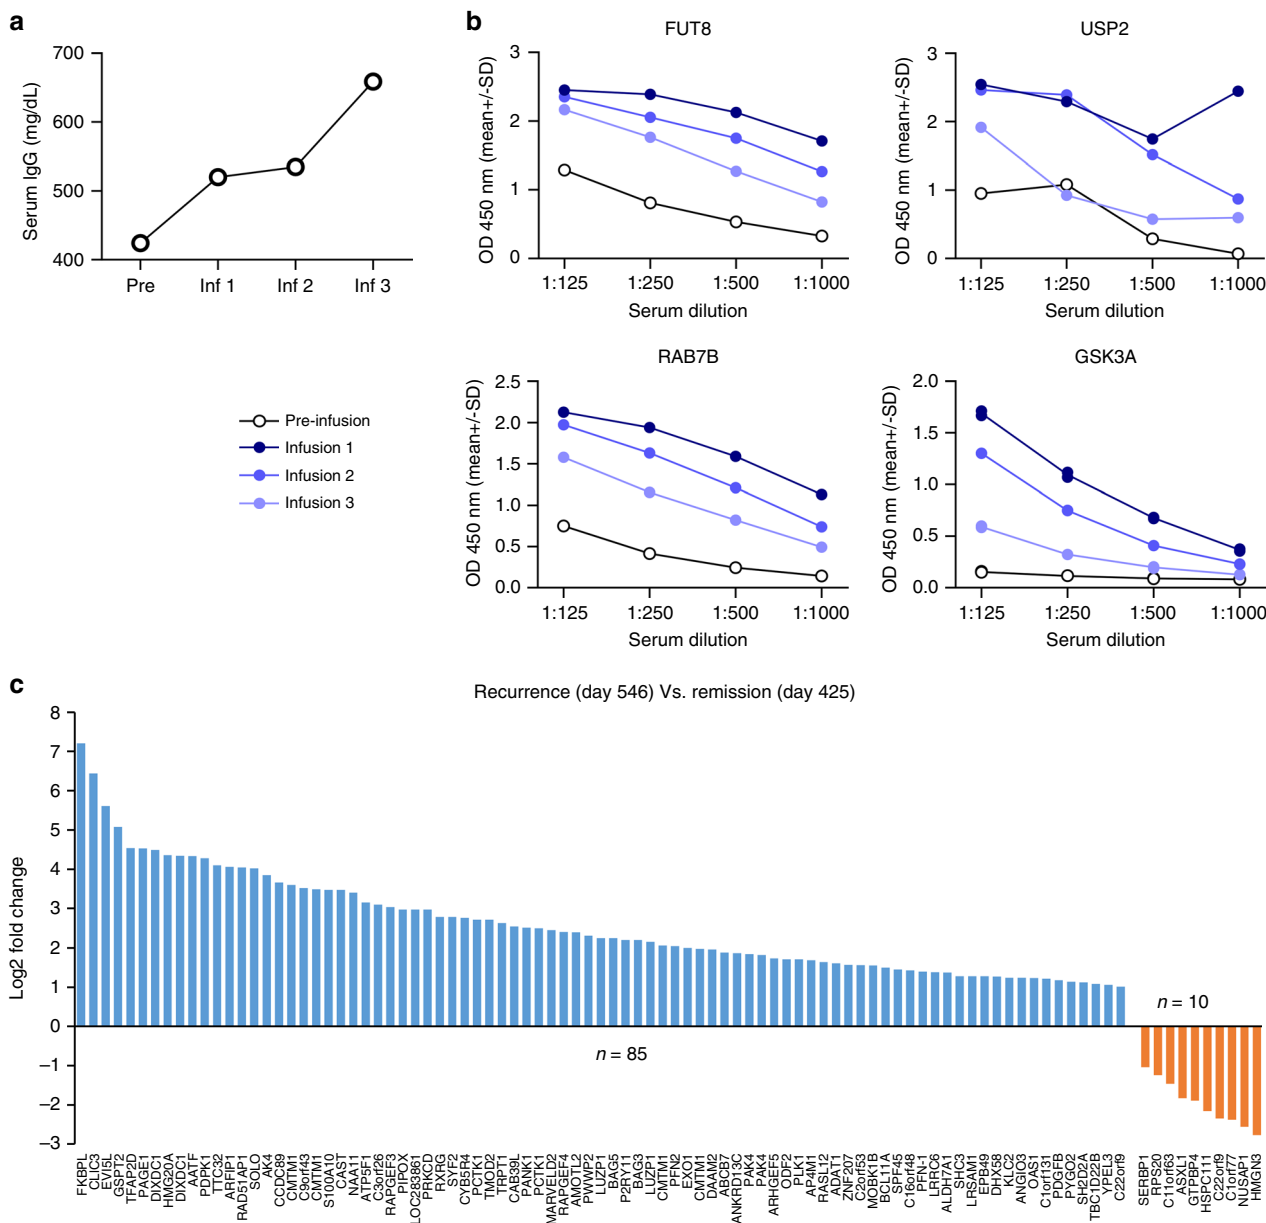 a
700
600
500
400
Serum IgG (mg/dL)
Pre
Inf 1
Inf 2
Inf 3
b
FUT8
3
2
1
0
OD 450 nm (mean+/-SD)
1:125
1:250
1:500
1:1000
Serum dilution
USP2
3
2
1
0
OD 450 nm (mean+/-SD)
1:125
1:250
1:500
1:1000
Serum dilution
Pre-infusion
Infusion 1
Infusion 2
Infusion 3
RAB7B
2.5
2.0
1.5
1.0
0.5
0.0
OD 450 nm (mean+/-SD)
1:125
1:250
1:500
1:1000
Serum dilution
GSK3A
2.0
1.5
1.0
0.5
0.0
OD 450 nm (mean+/-SD)
1:125
1:250
1:500
1:1000
Serum dilution
c
Recurrence (day 546) Vs. remission (day 425)
8
7
6
5
4
3
2
1
0
−1
−2
−3
Log2 fold change
n = 85
n = 10
FKBPL
CLIC3
EVI5L
GSPT2
TFAP2D
PAGE1
DIXDC1
HMG20A
DIXDC1
AATF
PDPK1
TTC32
ARFIP1
RAD51AP1
SOLO
AK4
CCDC89
CMTM1
C9orf43
CMTM1
S100A10
CAST
NAA11
ATP5F1
C3orf26
RAPGEF3
PIPOX
LOC283861
PRKCD
RXRG
SYF2
CYB5R4
PCTK1
TMOD2
TRPT1
CAB39L
PANK1
PCTK1
MARVELD2
RAPGEF4
AMOTL2
PWWP2
LUZP1
BAG5
P2RY11
BAG3
LUZP1
CMTM1
PFN2
EXO1
CMTM1
DAAM2
ABCB7
ANKRD13C
PAK4
PAK4
ARHGEF5
ODF2
PLK1
AP4M1
RASL12
ADAT1
ZNF207
C2orf53
MOBK1B
BCL11A
SPF45
C16orf48
PFN-1
LRRC6
ALDH7A1
SHC3
LRSAM1
EPB49
DHX58
KLC2
ANGIO3
OAS1
C1orf131
PDGFB
PYGO2
SH2D2A
TBC1D22B
YPEL3
C22orf9
SERBP1
RPS20
C11orf63
ASXL1
GTPBP4
HSPC111
C22orf9
C1orf77
NUSAP1
HMGN3